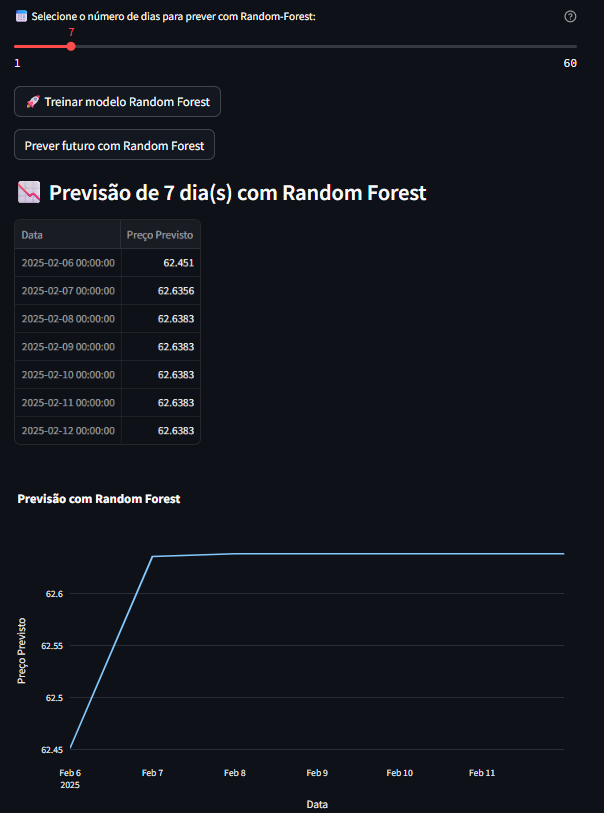 Selecione o número de dias para prever com Random-Forest:
7
1 60
Treinar modelo Random Forest
Prever futuro com Random Forest
Previsão de 7 dia(s) com Random Forest
Data Preço Previsto
2025-02-06 00:00:00 62.451
2025-02-07 00:00:00 62.6356
2025-02-08 00:00:00 62.6383
2025-02-09 00:00:00 62.6383
2025-02-10 00:00:00 62.6383
2025-02-11 00:00:00 62.6383
2025-02-12 00:00:00 62.6383
Previsão com Random Forest
Preço Previsto
62.6
62.55
62.5
62.45
Feb 6 Feb 7 Feb 8 Feb 9 Feb 10 Feb 11
2025
Data